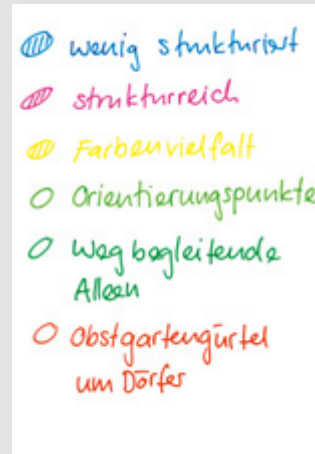 wenig strukturiert
strukturreich
Farbenvielfalt
Orientierungspunkte
Weg begleitende
Alleen
Obstgartengürtel
um Dörfer